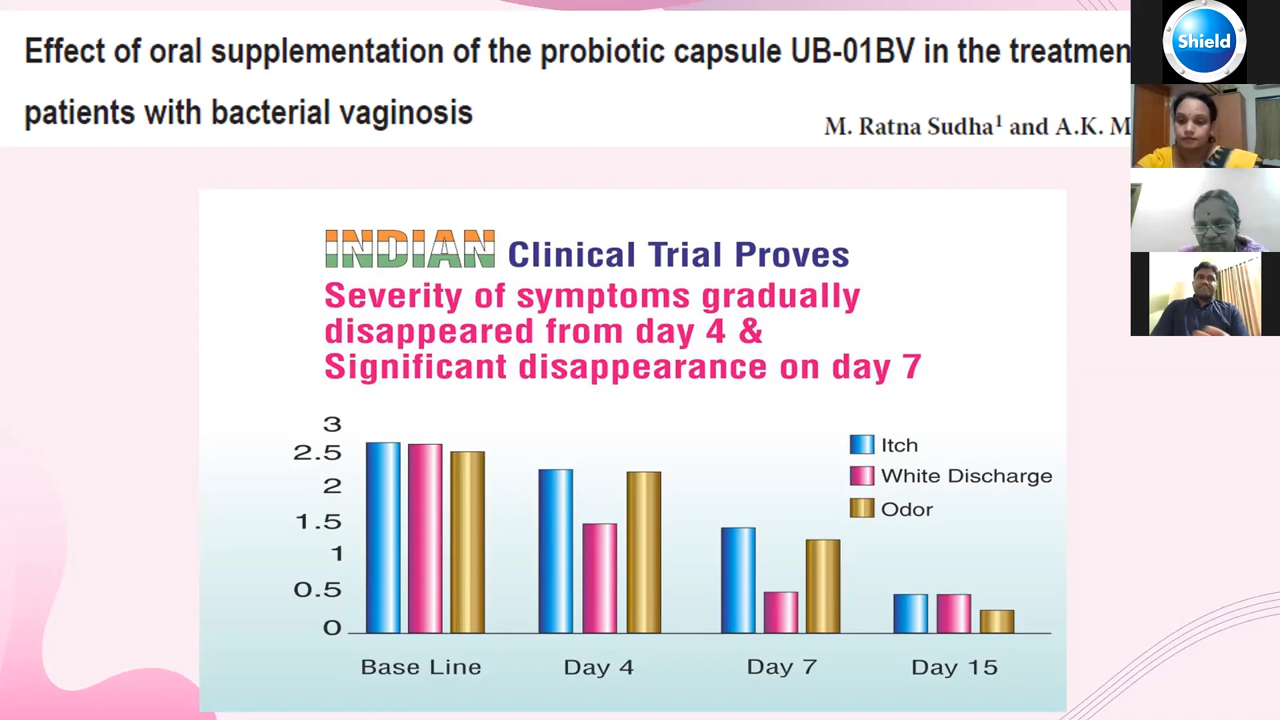 Effect of oral supplementation of the probiotic capsule UB-01BV in the treatmen
patients with bacterial vaginosis
M. Ratna Sudha¹ and A.K. M
Shield
INDIAN Clinical Trial Proves
Severity of symptoms gradually
disappeared from day 4 &
Significant disappearance on day 7
3
2.5
2
1.5
1
0.5
0
Itch
White Discharge
Odor
Base Line
Day 4
Day 7
Day 15